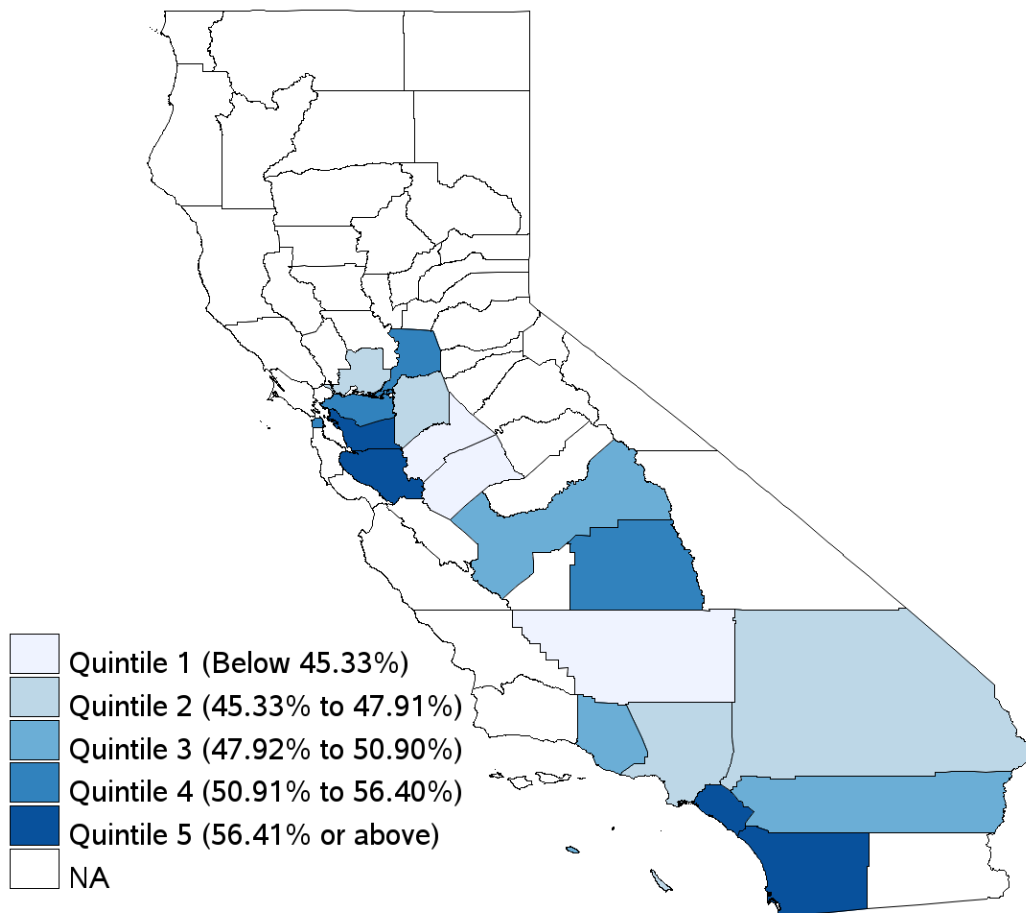 Quintile 1 (Below 45.33%)
Quintile 2 (45.33% to 47.91%)
Quintile 3 (47.92% to 50.90%)
Quintile 4 (50.91% to 56.40%)
Quintile 5 (56.41% or above)
NA